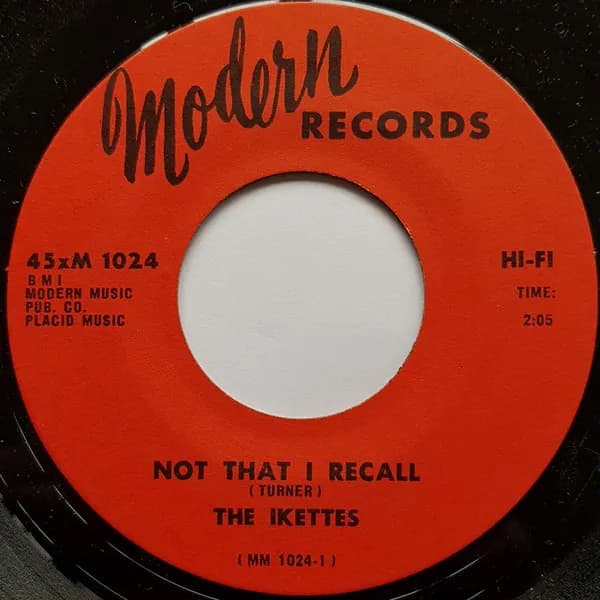 Modern
RECORDS
45xM 1024
BMI
MODERN MUSIC
PUB. CO.
PLACID MUSIC
HI-FI
TIME:
2:05
NOT THAT I RECALL
(TURNER)
THE IKETTES
(MM 1024-1)